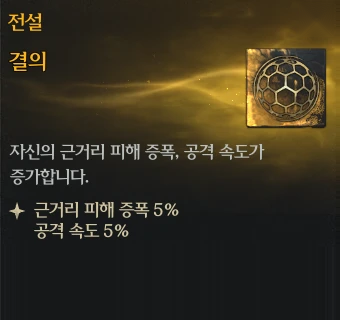 전설
결의
자신의 근거리 피해 증폭, 공격 속도가
증가합니다.
근거리 피해 증폭 5%
공격 속도 5%